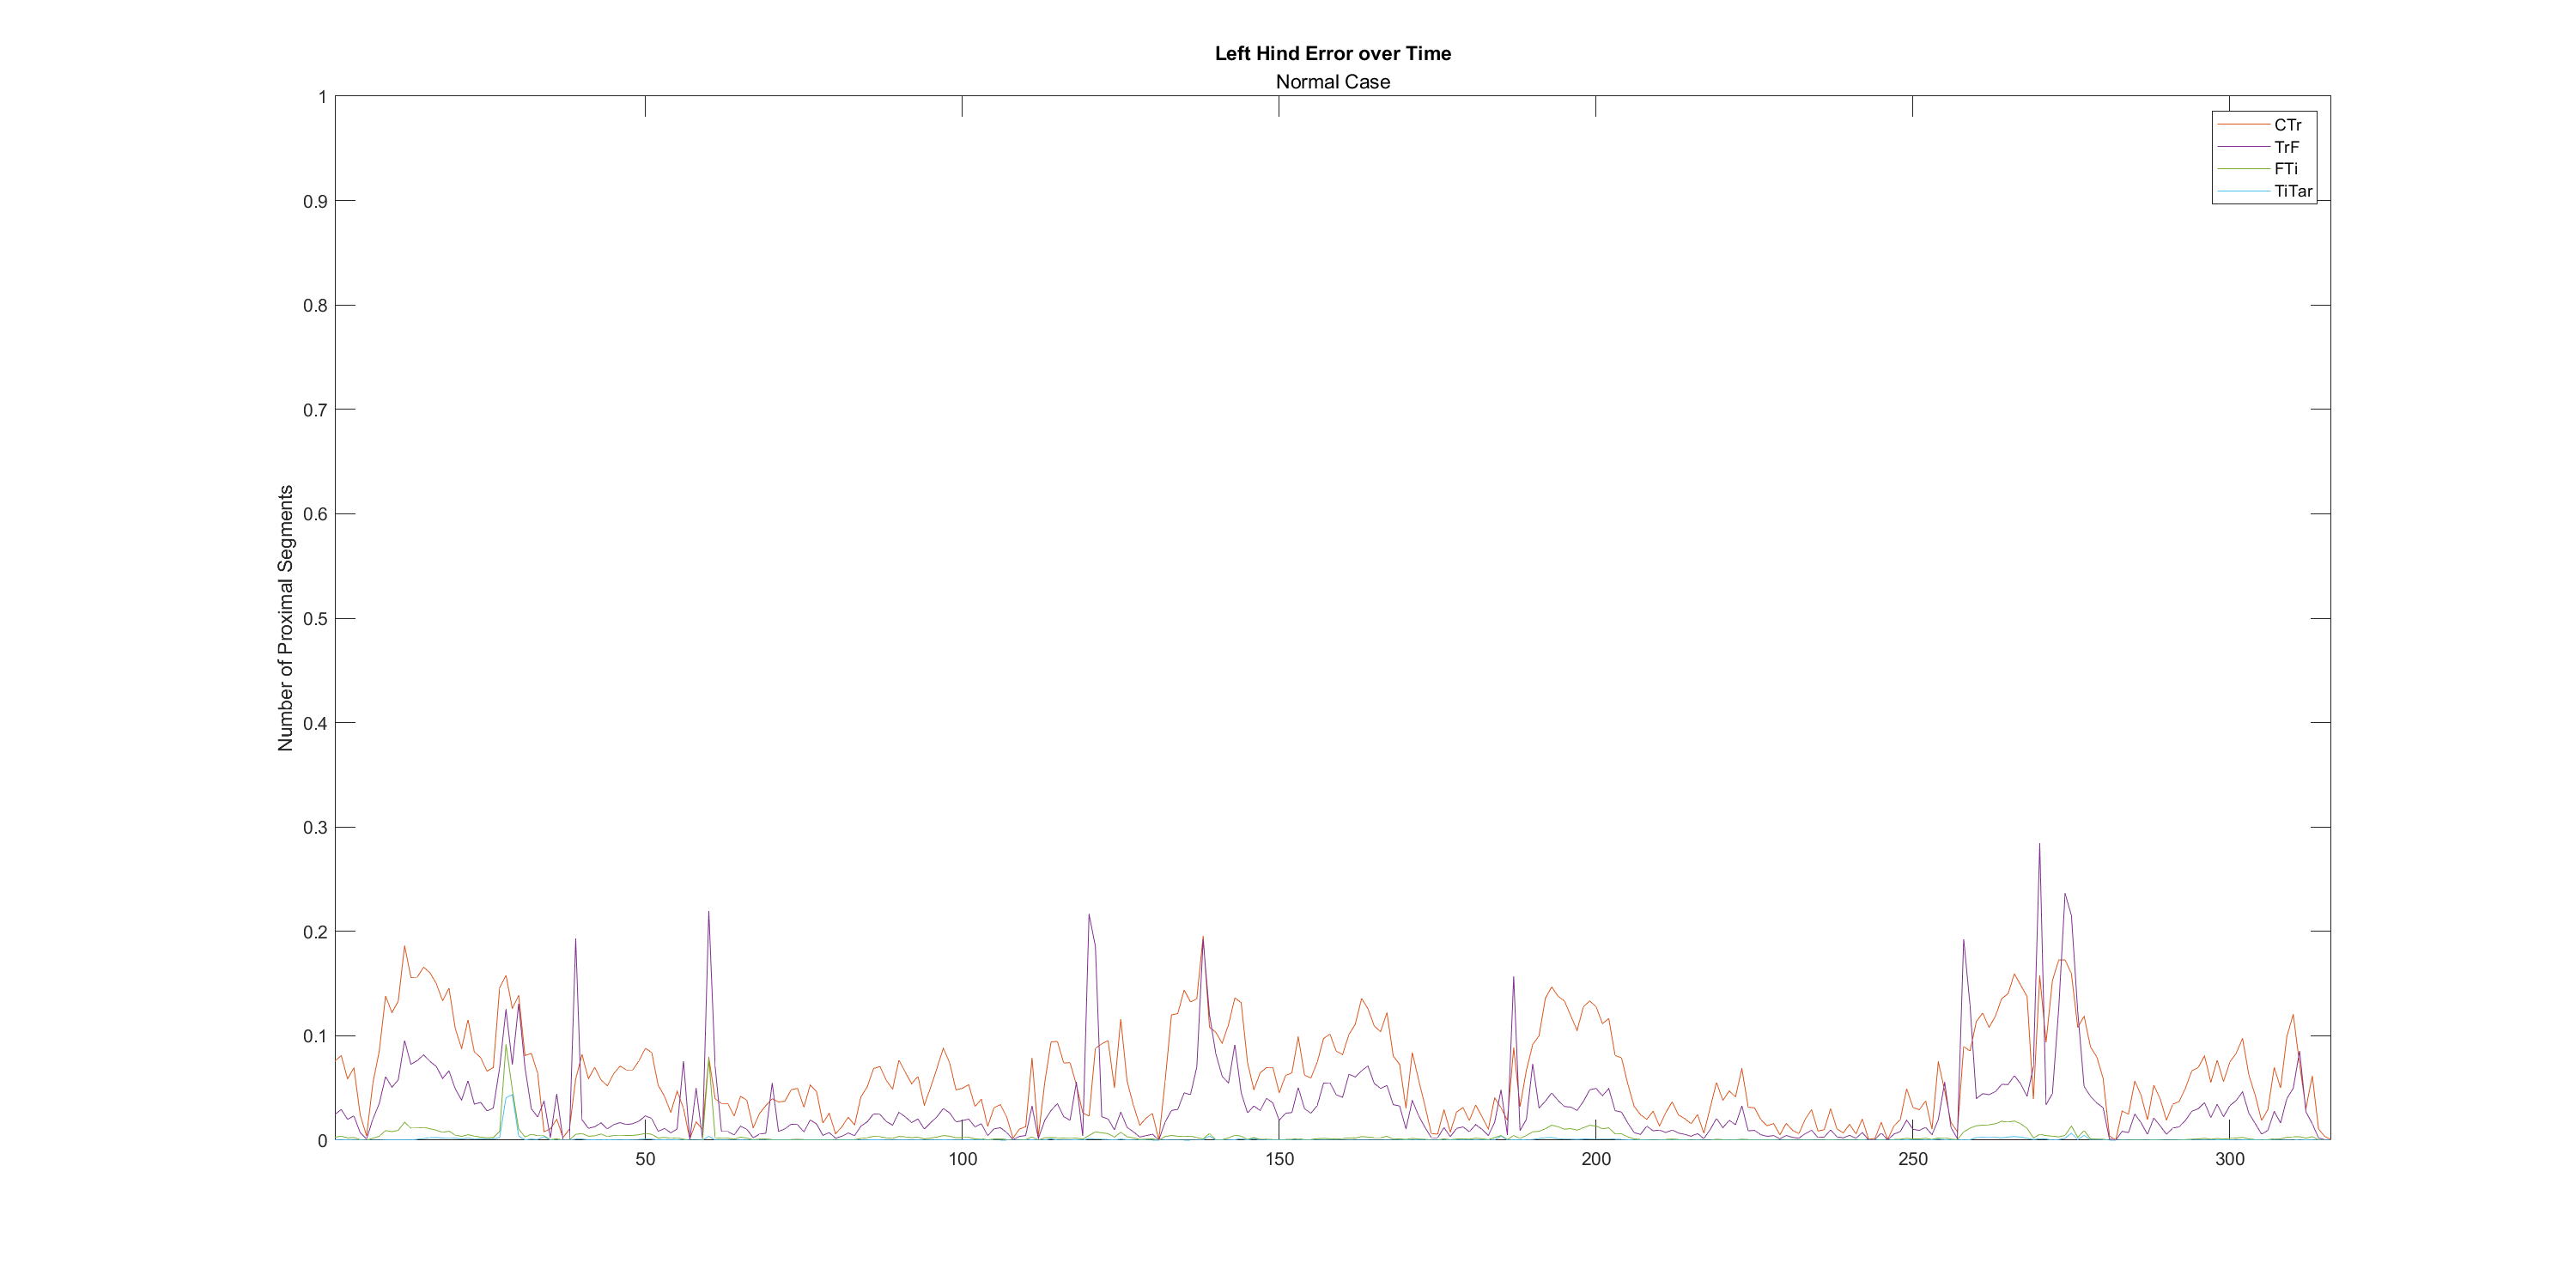 Left Hind Error over Time
Normal Case
CTr
TrF
FTi
TiTar
Number of Proximal Segments
1
0.9
0.8
0.7
0.6
0.5
0.4
0.3
0.2
0.1
0
50 100 150 200 250 300